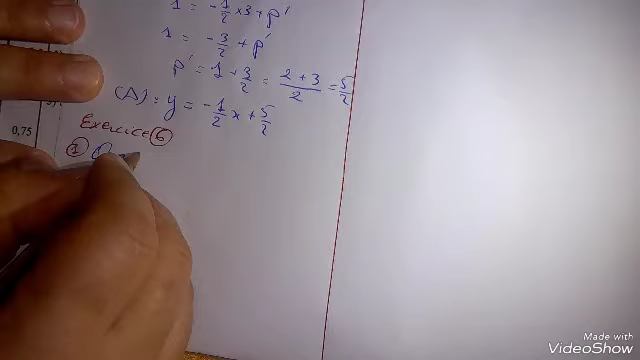 1 = -1/2 x 3 + p'
1 = -3/2 + p'
p' = 1 + 3/2 = (2 + 3)/2 = 5/2
(Δ) : y = -1/2 x + 5/2
0,75
Exercice 6
1
Made with
VideoShow